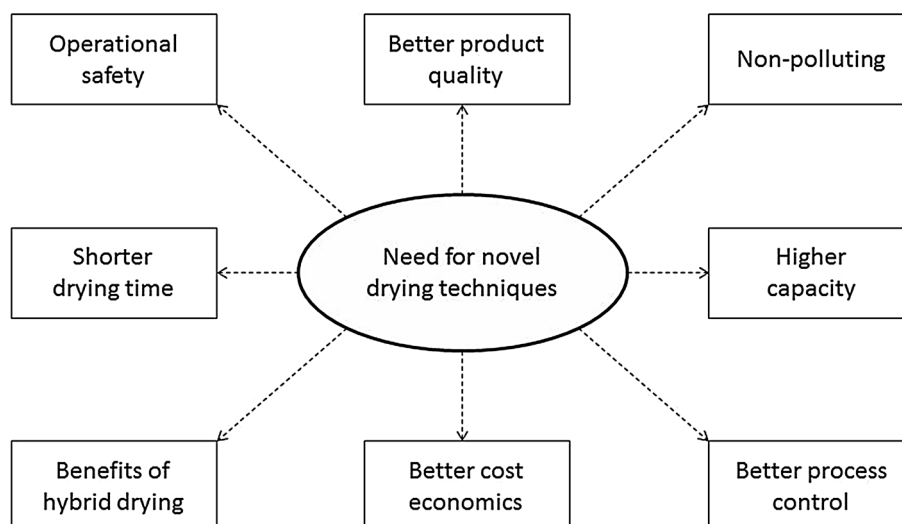 Operational
safety
Better product
quality
Non-polluting
Shorter
drying time
Need for novel
drying techniques
Higher
capacity
Benefits of
hybrid drying
Better cost
economics
Better process
control